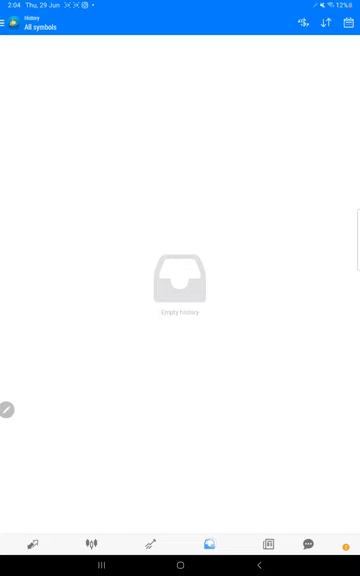 2:04 Thu, 29 Jun
12%
History
All symbols
Empty history